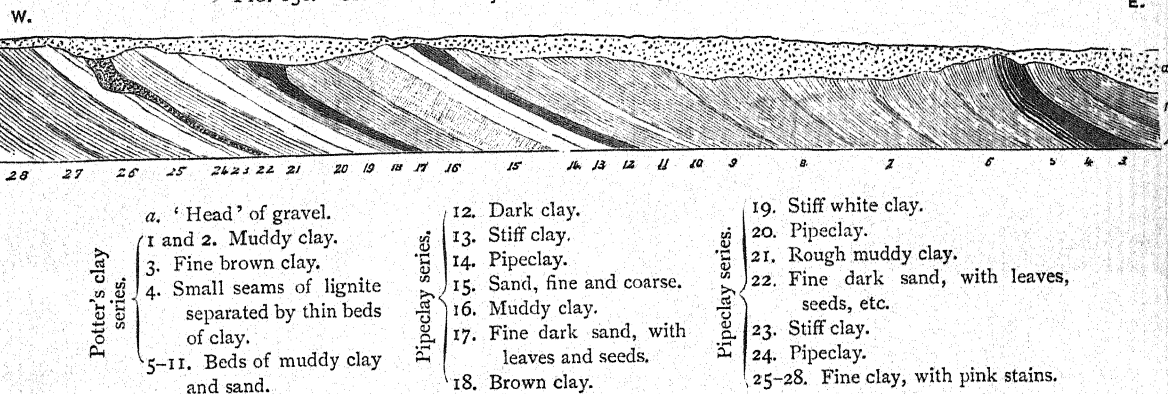 W.
E.
a
28 27 26 25 24 23 22 21 20 19 18 17 16 15 14 13 12 11 10 9 8 7 6 5 4 3
a. ‘Head’ of gravel.
Potter's clay
series.
1 and 2. Muddy clay.
3. Fine brown clay.
4. Small seams of lignite
separated by thin beds
of clay.
5-11. Beds of muddy clay
and sand.
Pipeclay series.
12. Dark clay.
13. Stiff clay.
14. Pipeclay.
15. Sand, fine and coarse.
16. Muddy clay.
17. Fine dark sand, with
leaves and seeds.
18. Brown clay.
Pipeclay series.
19. Stiff white clay.
20. Pipeclay.
21. Rough muddy clay.
22. Fine dark sand, with leaves,
seeds, etc.
23. Stiff clay.
24. Pipeclay.
25-28. Fine clay, with pink stains.